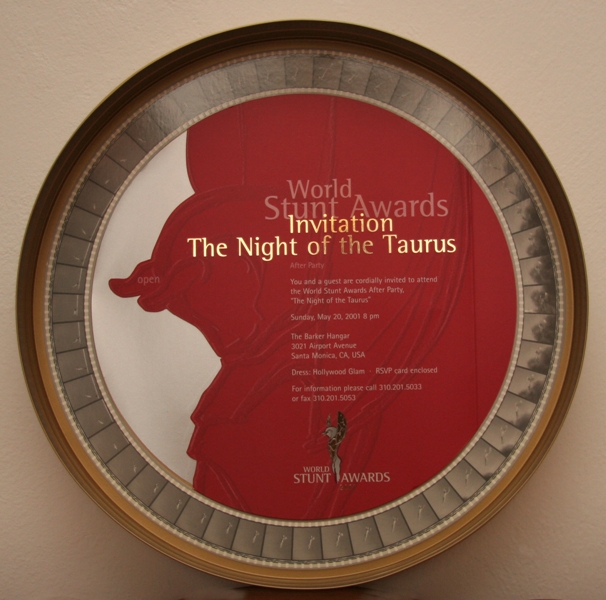 World
Stunt Awards
Invitation
The Night of the Taurus
open
After Party
You and a guest are cordially invited to attend
the World Stunt Awards After Party,
"The Night of the Taurus"
Sunday, May 20, 2001 8 pm
The Barker Hangar
3021 Airport Avenue
Santa Monica, CA, USA
Dress: Hollywood Glam - RSVP card enclosed
For information please call 310.201.5033
or fax 310.201.5053
WORLD
STUNT AWARDS